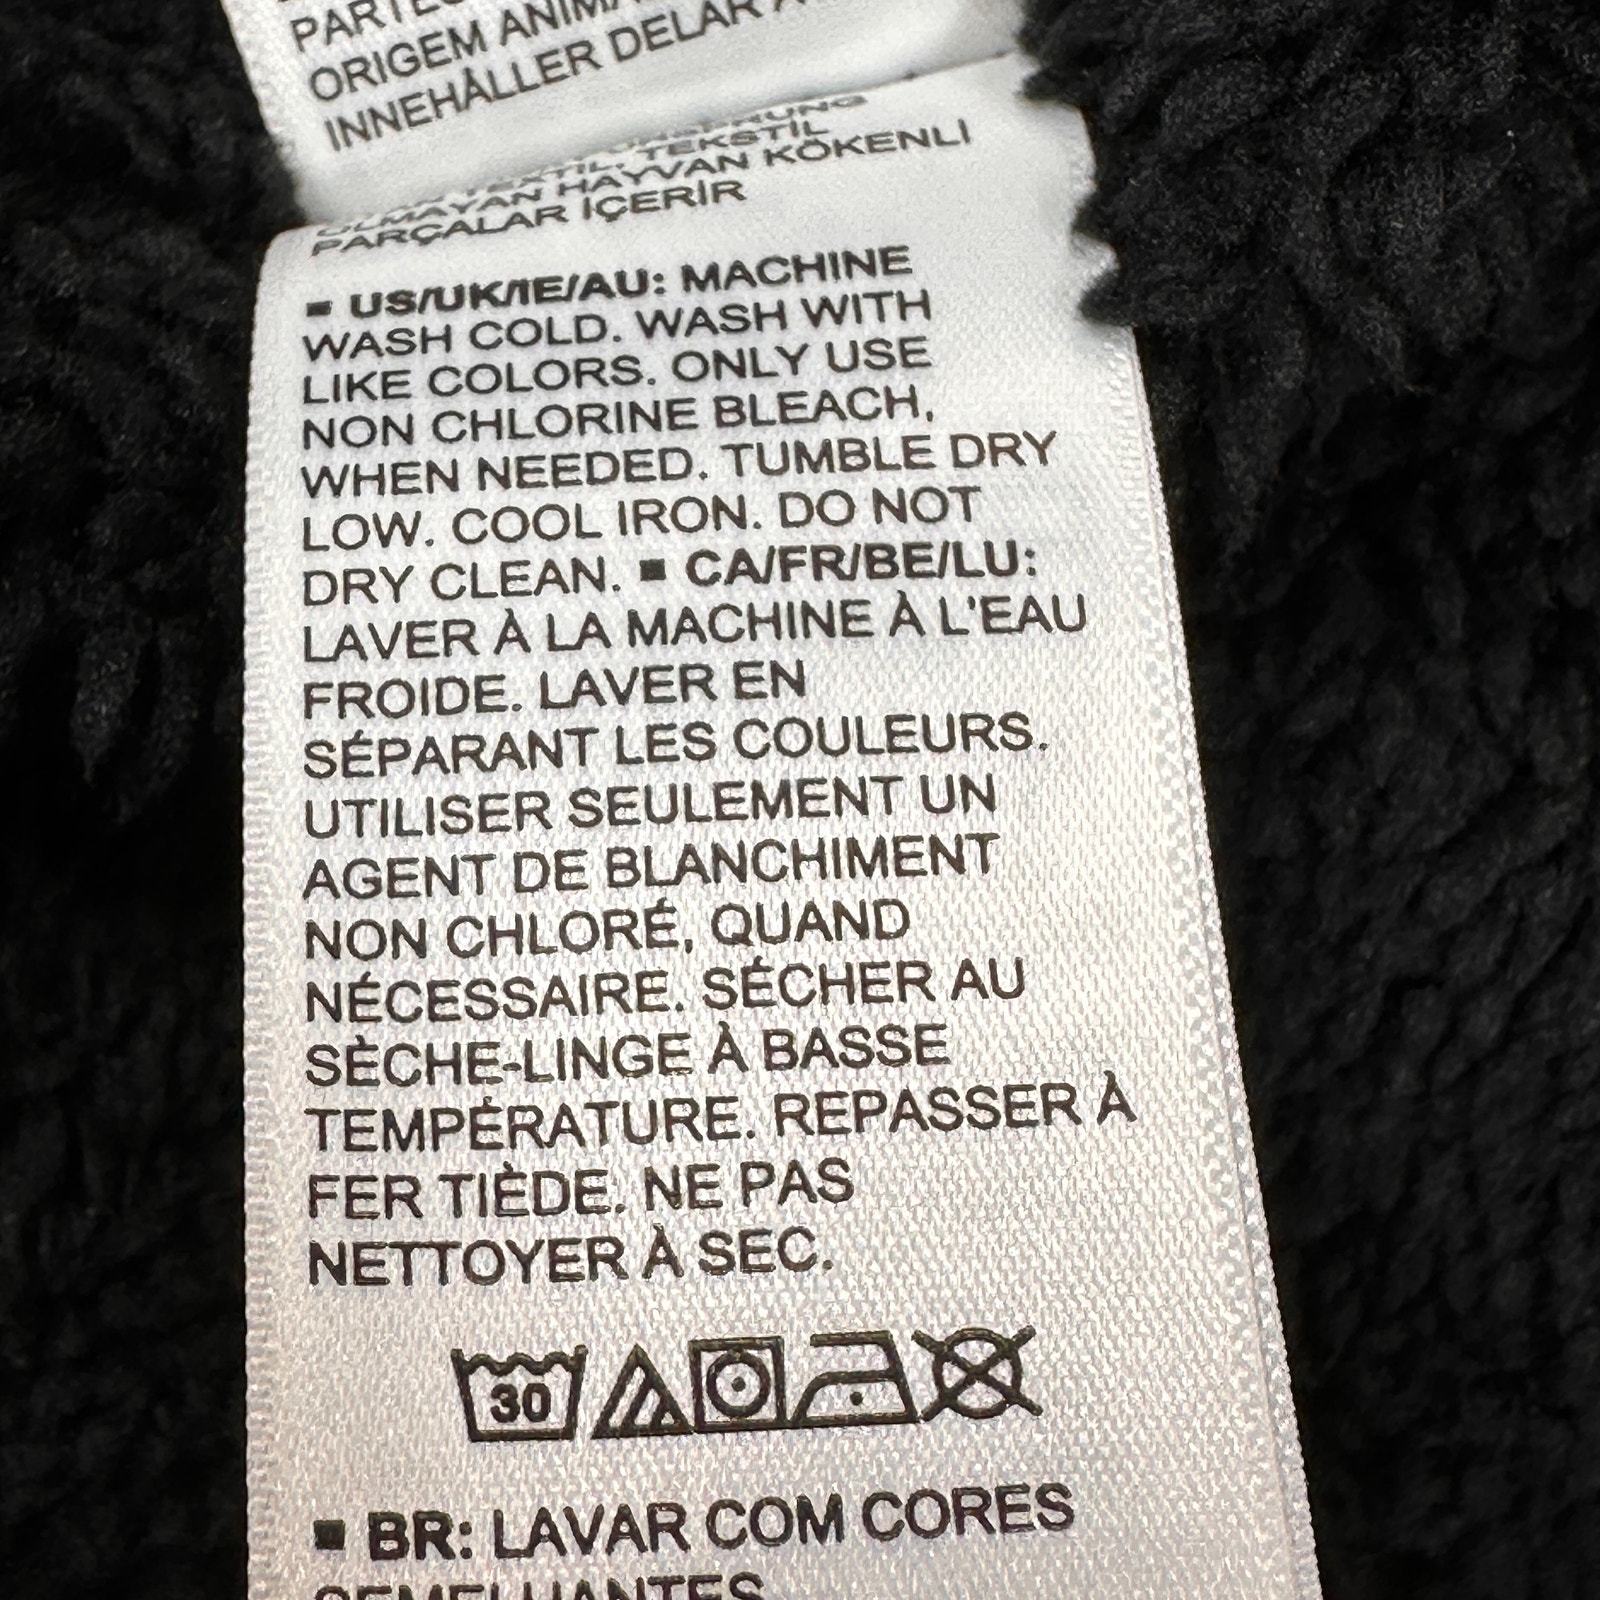 ORIGEM
INNEHÅLLER DELAR
TEKSTİL
OLMAYAN HAYVAN KÖKENLİ
PARÇALAR İÇERİR
▪ US/UK/IE/AU: MACHINE
WASH COLD. WASH WITH
LIKE COLORS. ONLY USE
NON CHLORINE BLEACH,
WHEN NEEDED. TUMBLE DRY
LOW. COOL IRON. DO NOT
DRY CLEAN. ▪ CA/FR/BE/LU:
LAVER À LA MACHINE À L'EAU
FROIDE. LAVER EN
SÉPARANT LES COULEURS.
UTILISER SEULEMENT UN
AGENT DE BLANCHIMENT
NON CHLORÉ, QUAND
NÉCESSAIRE. SÉCHER AU
SÈCHE-LINGE À BASSE
TEMPÉRATURE. REPASSER À
FER TIÈDE. NE PAS
NETTOYER À SEC.
30
▪ BR: LAVAR COM CORES
SEMELHANTES